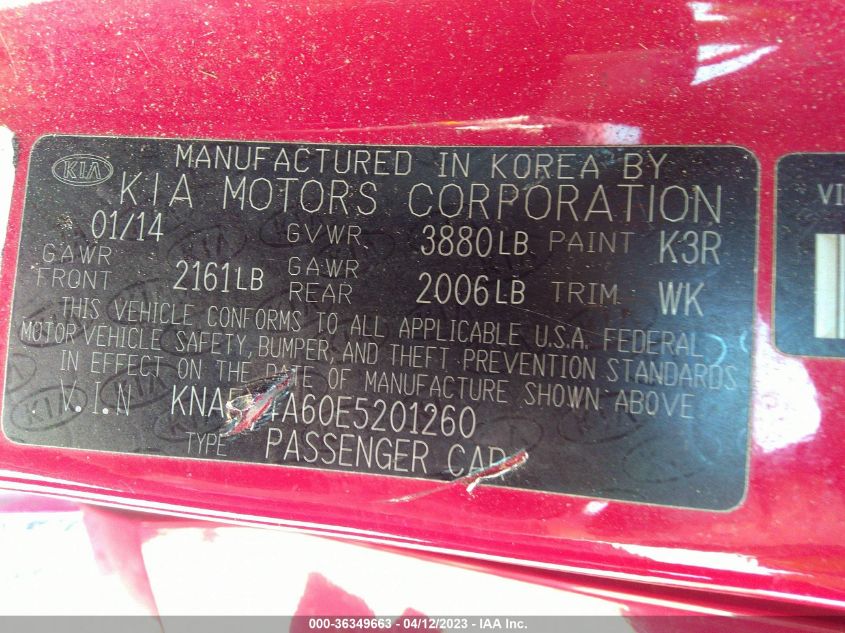 KIA
MANUFACTURED IN KOREA BY
KIA MOTORS CORPORATION
01/14 GVWR 3880LB PAINT K3R
GAWR FRONT 2161LB GAWR REAR 2006LB TRIM WK
THIS VEHICLE CONFORMS TO ALL APPLICABLE U.S.A. FEDERAL
MOTOR VEHICLE SAFETY, BUMPER, AND THEFT PREVENTION STANDARDS
IN EFFECT ON THE DATE OF MANUFACTURE SHOWN ABOVE
V.I.N
TYPE PASSENGER CAR
VI
000-36349663 - 04/12/2023 - IAA Inc.